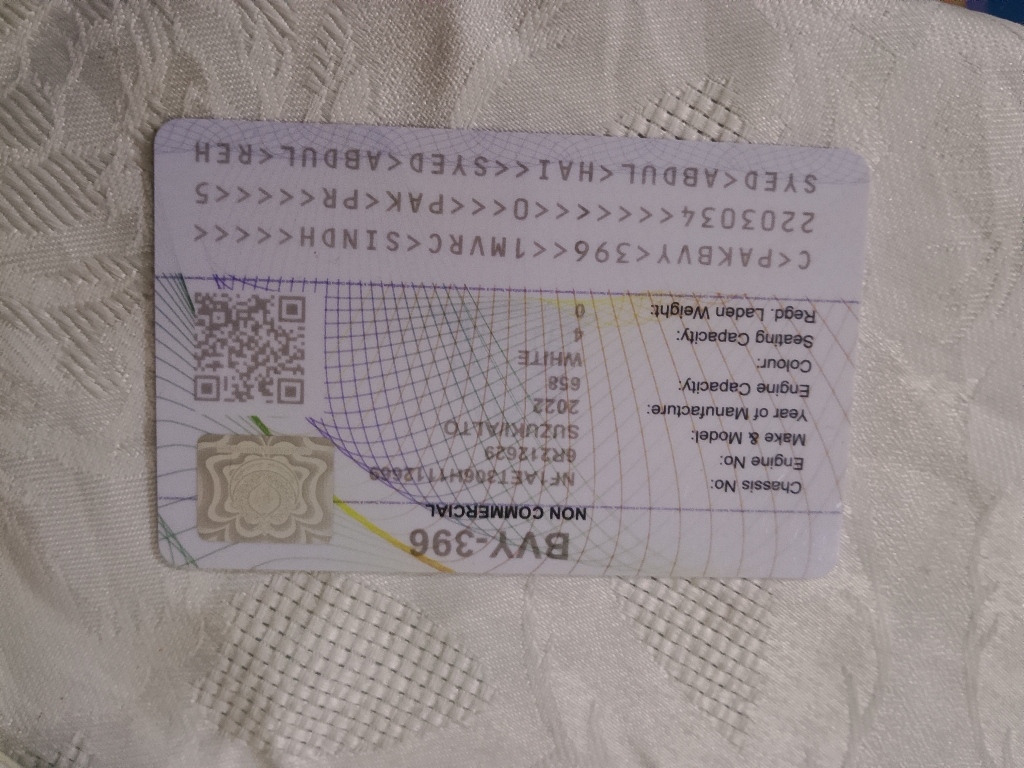 BVY-396
NON COMMERCIAL
Chassis No:
Engine No: 6R212629
Make & Model: SUZUKI/ALTO
Year of Manufacture: 2022
Engine Capacity: 658
Colour: WHITE
Seating Capacity: 4
Regd. Laden Weight: 0
C<PAKBVY<396<<1MVRC<SINDH<<<<<
2203034<<<<<<<0<<<PAK<PR<<<<<<5
SYED<ABDUL<HAI<<<SYED<ABDUL<REH